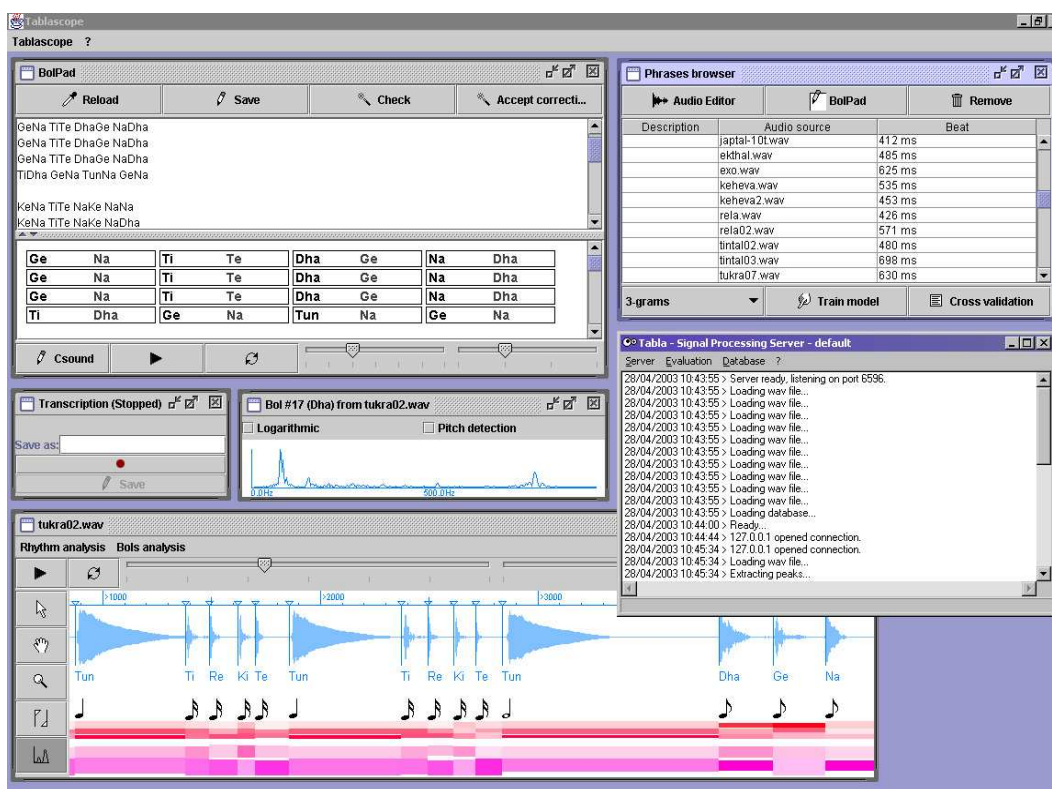 Tablascope
Tablascope ?
BolPad
Reload Save Check Accept correcti...
GeNa TiTe DhaGe NaDha
GeNa TiTe DhaGe NaDha
GeNa TiTe DhaGe NaDha
TiDha GeNa TunNa GeNa
KeNa TiTe NaKe NaNa
KeNa TiTe NaKe NaDha
Ge Na Ti Te Dha Ge Na Dha
Ge Na Ti Te Dha Ge Na Dha
Ge Na Ti Te Dha Ge Na Dha
Ti Dha Ge Na Tun Na Ge Na
Csound
Phrases browser
Audio Editor BolPad Remove
Description Audio source Beat
japtal-10t.wav 412 ms
ekthal.wav 485 ms
exo.wav 625 ms
keheva.wav 535 ms
keheva2.wav 453 ms
rela.wav 426 ms
rela02.wav 571 ms
tintal02.wav 480 ms
tintal03.wav 698 ms
tukra07.wav 630 ms
3-grams Train model Cross validation
Tabla - Signal Processing Server - default
Server Evaluation Database ?
28/04/2003 10:43:55 > Server ready, listening on port 6596.
28/04/2003 10:43:55 > Loading wav file...
28/04/2003 10:43:55 > Loading wav file...
28/04/2003 10:43:55 > Loading wav file...
28/04/2003 10:43:55 > Loading wav file...
28/04/2003 10:43:55 > Loading wav file...
28/04/2003 10:43:55 > Loading wav file...
28/04/2003 10:43:55 > Loading wav file...
28/04/2003 10:43:55 > Loading wav file...
28/04/2003 10:43:55 > Loading wav file...
28/04/2003 10:43:55 > Loading wav file...
28/04/2003 10:43:55 > Loading database...
28/04/2003 10:44:00 > Ready...
28/04/2003 10:44:44 > 127.0.0.1 opened connection.
28/04/2003 10:45:34 > 127.0.0.1 opened connection.
28/04/2003 10:45:34 > Loading wav file...
28/04/2003 10:45:34 > Extracting peaks...
Transcription (Stopped)
Save as:
Save
Bol #17 (Dha) from tukra02.wav
Logarithmic Pitch detection
0.0Hz 500.0Hz
tukra02.wav
Rhythm analysis Bols analysis
>1000 >2000 >3000
Tun Ti Re Ki Te Tun Ti Re Ki Te Tun Dha Ge Na